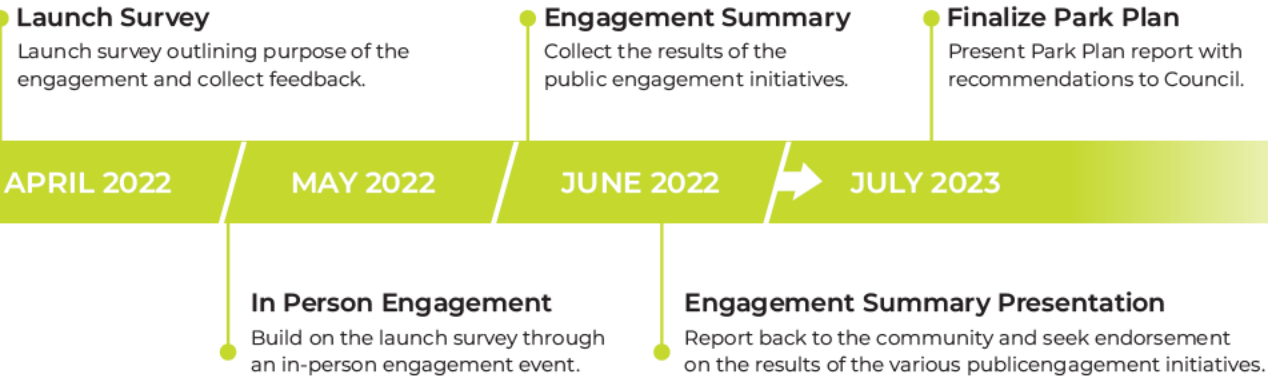 Launch Survey
Launch survey outlining purpose of the
engagement and collect feedback.
Engagement Summary
Collect the results of the
public engagement initiatives.
Finalize Park Plan
Present Park Plan report with
recommendations to Council.
APRIL 2022
MAY 2022
JUNE 2022
JULY 2023
In Person Engagement
Build on the launch survey through
an in-person engagement event.
Engagement Summary Presentation
Report back to the community and seek endorsement
on the results of the various publicengagement initiatives.